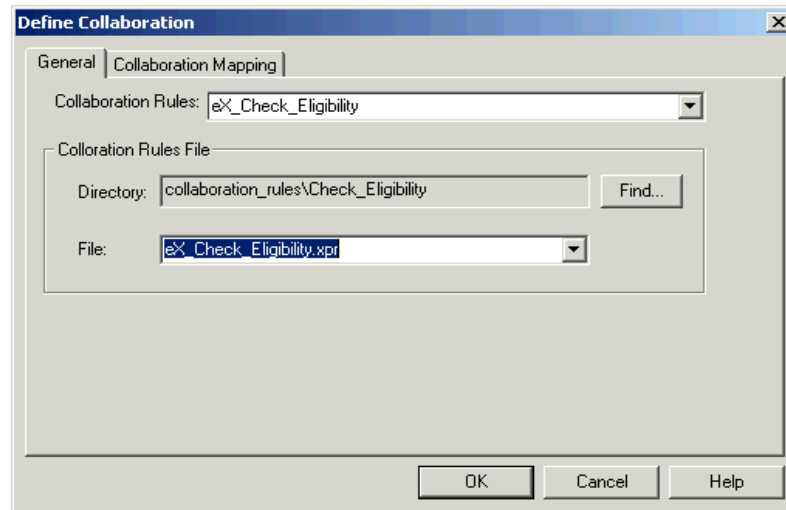 Define Collaboration
General Collaboration Mapping
Collaboration Rules: eX_Check_Eligibility
Colloration Rules File
Directory: collaboration_rules\Check_Eligibility Find...
File: eX_Check_Eligibility.xpr
OK Cancel Help